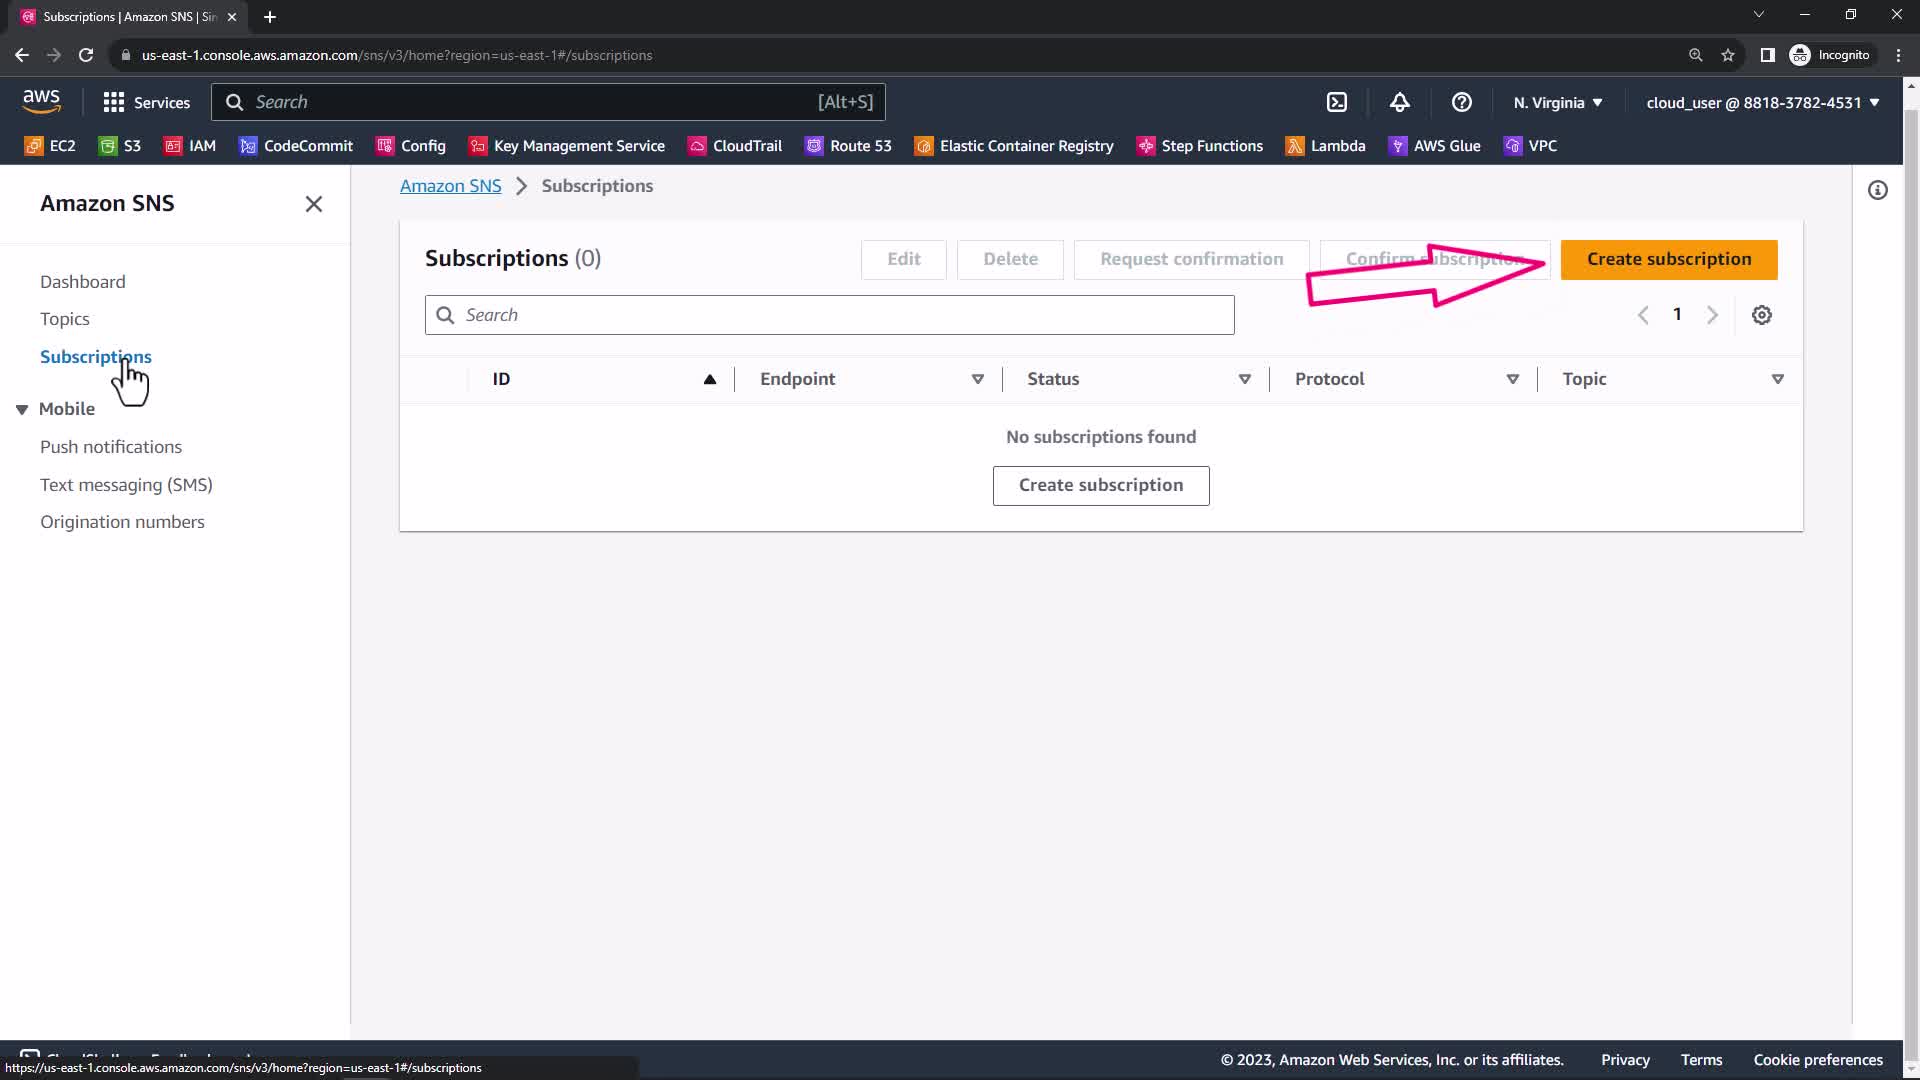 Subscriptions | Amazon SNS | Sin
us-east-1.console.aws.amazon.com/sns/v3/home?region=us-east-1#/subscriptions
Incognito
aws
Services
Search
[Alt+S]
N. Virginia
cloud_user @ 8818-3782-4531
EC2
S3
IAM
CodeCommit
Config
Key Management Service
CloudTrail
Route 53
Elastic Container Registry
Step Functions
Lambda
AWS Glue
VPC
Amazon SNS
Dashboard
Topics
Subscriptions
Mobile
Push notifications
Text messaging (SMS)
Origination numbers
Amazon SNS
Subscriptions
Subscriptions (0)
Edit
Delete
Request confirmation
Confirm subscription
Create subscription
Search
1
ID
Endpoint
Status
Protocol
Topic
No subscriptions found
Create subscription
© 2023, Amazon Web Services, Inc. or its affiliates.
Privacy
Terms
Cookie preferences
https://us-east-1.console.aws.amazon.com/sns/v3/home?region=us-east-1#/subscriptions